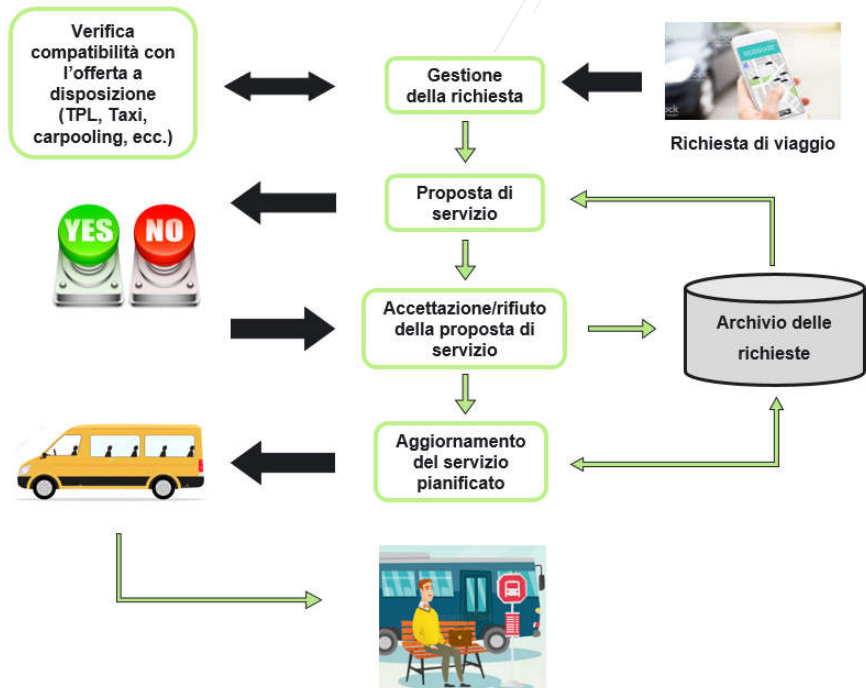 Verifica
compatibilità con
l'offerta a
disposizione
(TPL, Taxi,
carpooling, ecc.)
Gestione
della richiesta
Richiesta di viaggio
Proposta di
servizio
YES
NO
Accettazione/rifiuto
della proposta di
servizio
Archivio delle
richieste
Aggiornamento
del servizio
pianificato